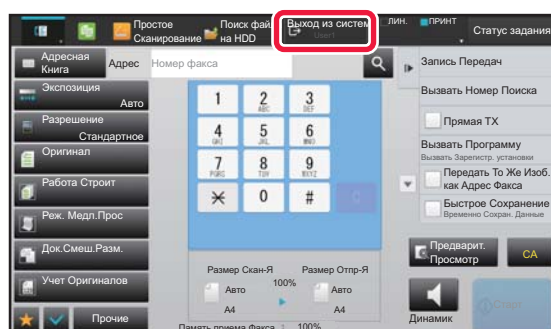 Простое
Сканирование
Поиск фай
на HDD
Выход из систем
User1
ЛИН.
ПРИНТ
Статус задания
Адресная
Книга
Адрес
Номер факса
Экспозиция
Авто
Разрешение
Стандартное
Оригинал
Работа Строит
Реж. Медл.Прос
Док.Смеш.Разм.
Учет Оригиналов
Прочие
1
2
ABC
3
DEF
4
GHI
5
JKL
6
MNO
7
PQRS
8
TUV
9
WXYZ
0
#
Размер Скан-Я
100%
Размер Отпр-Я
Авто
A4
Авто
A4
Память приема Факса : 100%
Запись Передач
Вызвать Номер Поиска
Прямая TX
Вызвать Программу
Вызвать Зарегистр. установки
Передать То Же Изоб.
как Адрес Факса
Быстрое Сохранение
Временно Сохран. Данные
Предварит.
Просмотр
CA
Динамик
Старт